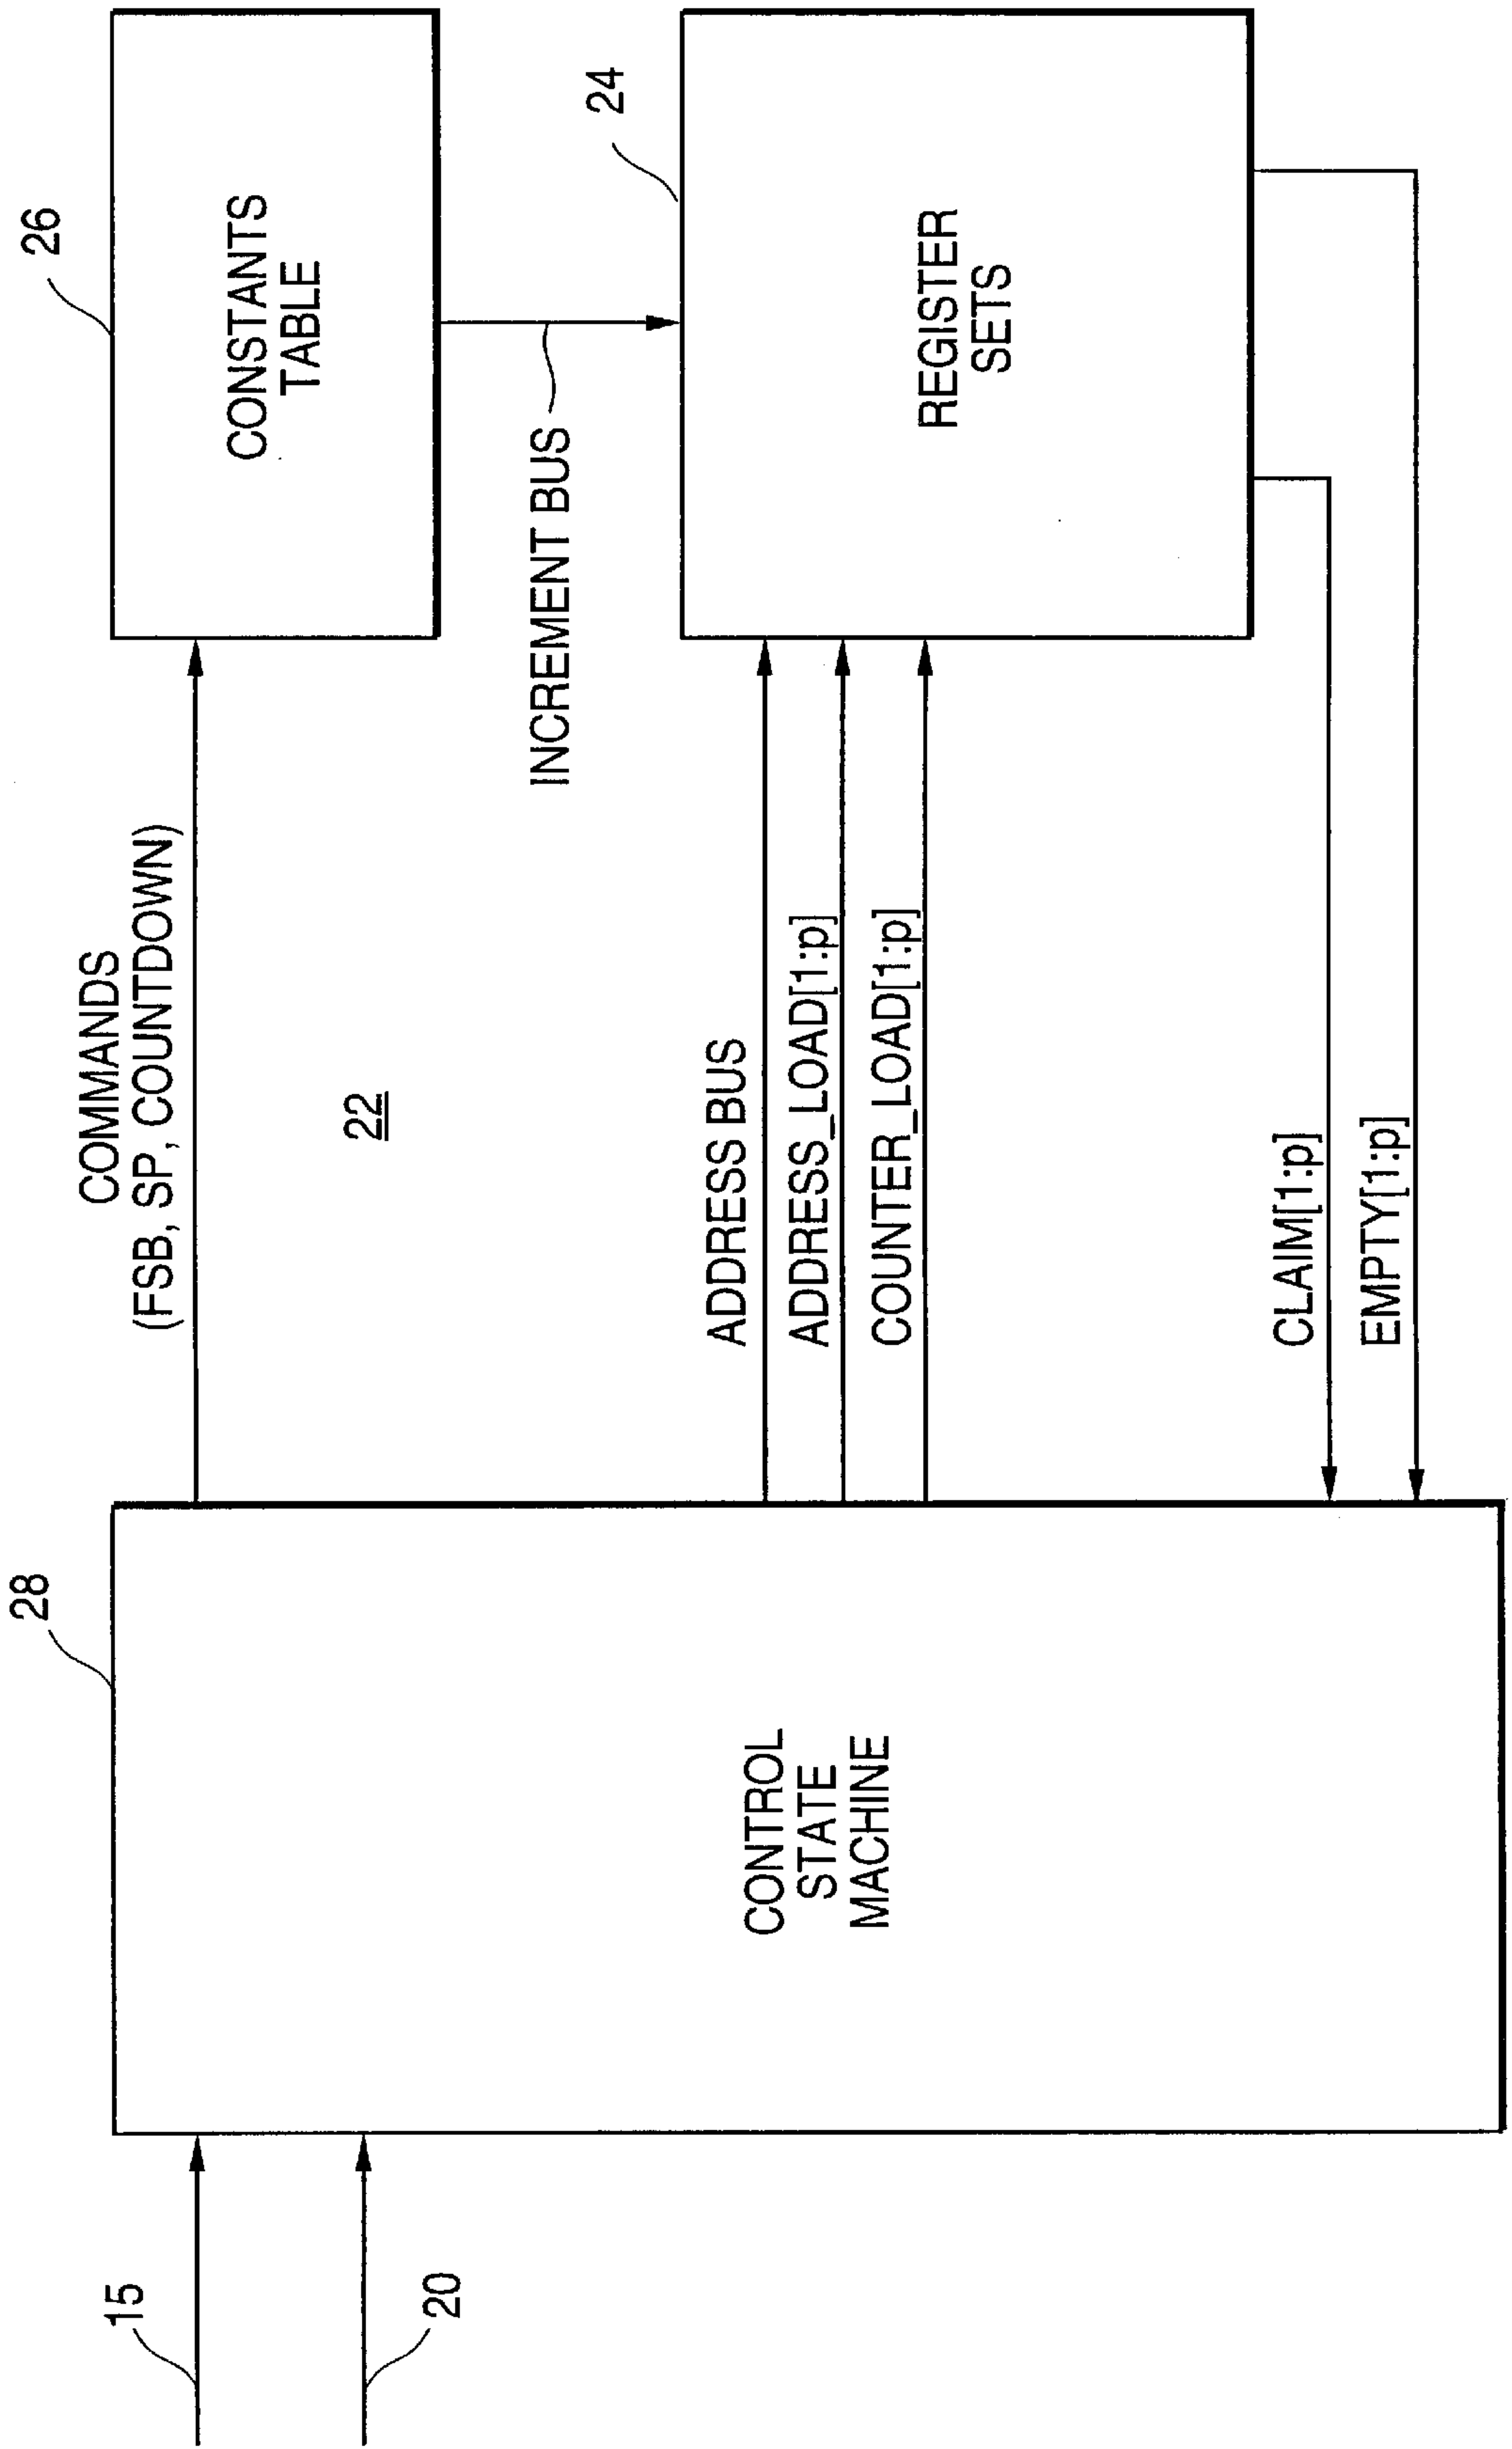 15
20
28
CONTROL
STATE
MACHINE
COMMANDS
(FSB, SP, COUNTDOWN)
22
ADDRESS BUS
ADDRESS_LOAD[1:p]
COUNTER_LOAD[1:p]
CLAIM[1:p]
EMPTY[1:p]
26
CONSTANTS
TABLE
INCREMENT BUS
24
REGISTER
SETS